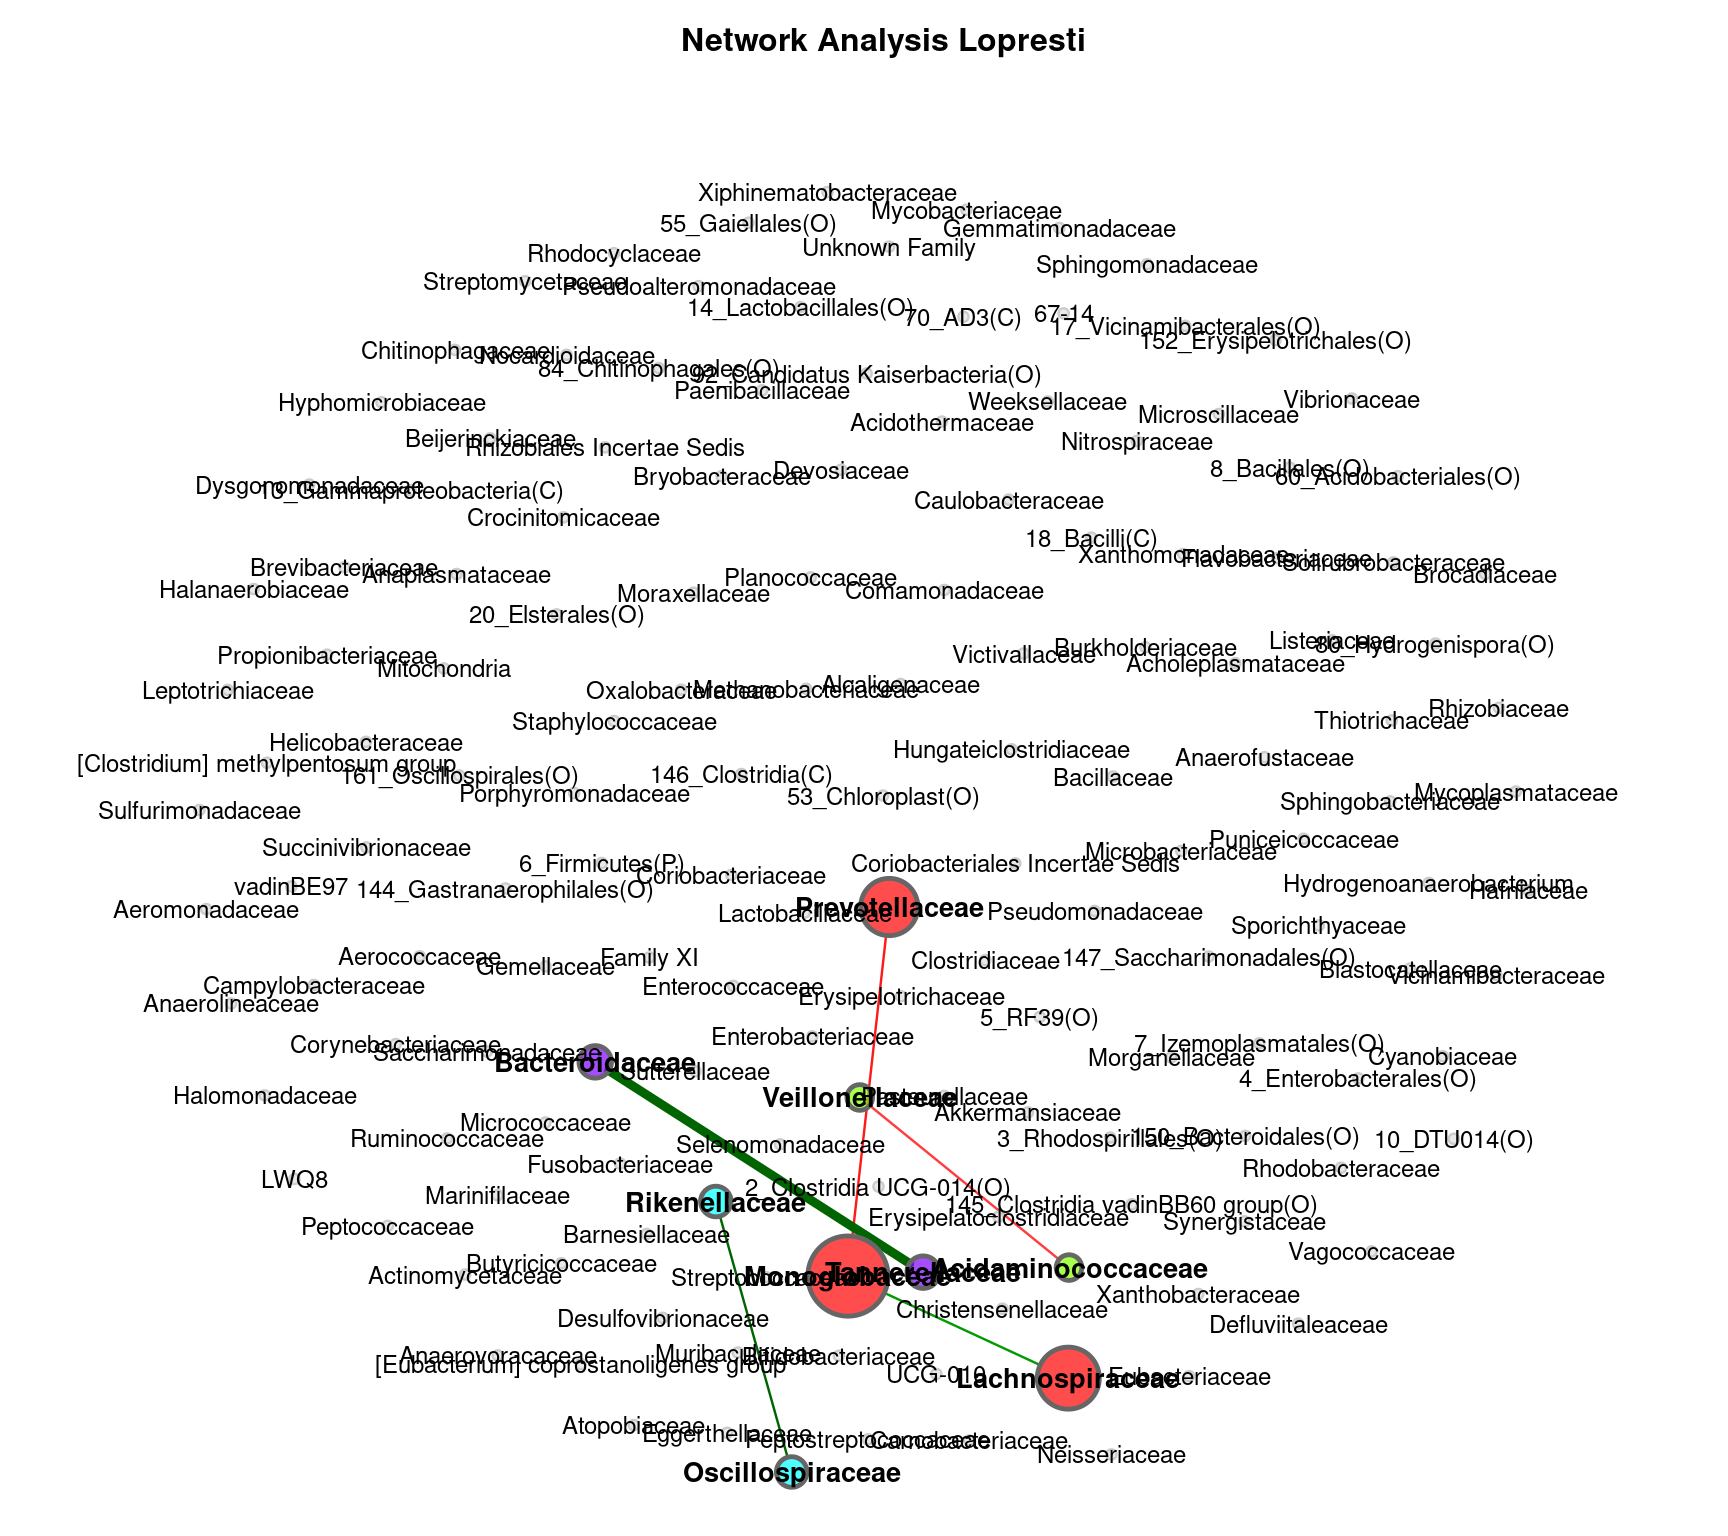 Network Analysis Lopresti
Xiphinematobacteraceae
Mycobacteriaceae
55_Gaiellales(O)
Gemmatimonadaceae
Unknown Family
Rhodocyclaceae
Sphingomonadaceae
Streptomycetaceae
Pseudoalteromonadaceae
14_Lactobacillales(O)
70_AD3(C)
67-14
17_Vicinamibacterales(O)
152_Erysipelotrichales(O)
Chitinophagaceae
Nocardioidaceae
84_Chitinophagales(O)
92_Candidatus Kaiserbacteria(O)
Paenibacillaceae
Hyphomicrobiaceae
Weeksellaceae
Vibrionaceae
Microscillaceae
Acidothermaceae
Beijerinckiaceae
Rhizobiales Incertae Sedis
Nitrospiraceae
Bryobacteraceae
Devosiaceae
8_Bacillales(O)
60_Acidobacteriales(O)
Dysgonomonadaceae
13_Gammaproteobacteria(C)
Caulobacteraceae
Crocinitomicaceae
18_Bacilli(C)
Xanthomonadaceae
Flavobacteriaceae
Solirubrobacteraceae
Brocadiaceae
Brevibacteriaceae
Anaplasmataceae
Planococcaceae
Halanaerobiaceae
Moraxellaceae
Comamonadaceae
20_Elsterales(O)
Propionibacteriaceae
Mitochondria
Victivallaceae
Burkholderiaceae
Acholeplasmataceae
Listeriaceae
80_Hydrogenispora(O)
Leptotrichiaceae
Oxalobacteraceae
Methanobacteriaceae
Alcaligenaceae
Rhizobiaceae
Staphylococcaceae
Thiotrichaceae
Helicobacteraceae
Hungateiclostridiaceae
Anaerofustaceae
[Clostridium] methylpentosum group
161_Oscillospirales(O)
146_Clostridia(C)
Bacillaceae
Porphyromonadaceae
53_Chloroplast(O)
Sphingobacteriaceae
Mycoplasmataceae
Sulfurimonadaceae
Puniceicoccaceae
Succinivibrionaceae
Microbacteriaceae
6_Firmicutes(P)
Coriobacteriaceae
Coriobacteriales Incertae Sedis
vadinBE97
144_Gastranaerophilales(O)
Hydrogenoanaerobacterium
Hafniaceae
Aeromonadaceae
Lactobacillaceae
Prevotellaceae
Pseudomonadaceae
Sporichthyaceae
Aerococcaceae
Gemellaceae
Family XI
Clostridiaceae
147_Saccharimonadales(O)
Blastocatellaceae
Vicinamibacteraceae
Campylobacteraceae
Enterococcaceae
Erysipelotrichaceae
Anaerolineaceae
5_RF39(O)
Enterobacteriaceae
Corynebacteriaceae
Saccharimonadaceae
Bacteroidaceae
Sutterellaceae
7_Izemoplasmatales(O)
Morganellaceae
Cyanobiaceae
4_Enterobacterales(O)
Halomonadaceae
Veillonellaceae
Pasteurellaceae
Akkermansiaceae
Micrococcaceae
Ruminococcaceae
Selenomonadaceae
3_Rhodospirillales(O)
150_Bacteroidales(O)
10_DTU014(O)
Fusobacteriaceae
Rhodobacteraceae
LWQ8
Marinifilaceae
Rikenellaceae
2_Clostridia UCG-014(O)
145_Clostridia vadinBB60 group(O)
Peptococcaceae
Barnesiellaceae
Erysipelatoclostridiaceae
Synergistaceae
Vagococcaceae
Actinomycetaceae
Butyricicoccaceae
Streptococcaceae
Monoglobaceae
Tannerellaceae
Acidaminococcaceae
Xanthobacteraceae
Desulfovibrionaceae
Christensenellaceae
Defluviitaleaceae
Anaerovoracaceae
[Eubacterium] coprostanoligenes group
Muribaculaceae
Bifidobacteriaceae
UCG-010
Lachnospiraceae
Eubacteriaceae
Atopobiaceae
Eggerthellaceae
Peptostreptococcaceae
Carnobacteriaceae
Neisseriaceae
Oscillospiraceae